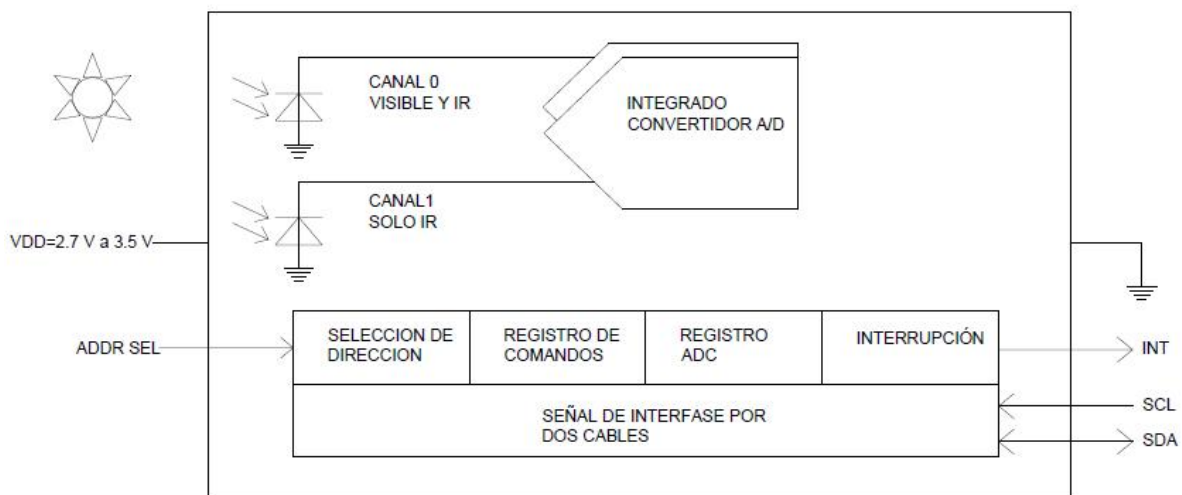 CANAL 0
VISIBLE Y IR
INTEGRADO
CONVERTIDOR A/D
CANAL1
SOLO IR
VDD=2.7 V a 3.5 V
ADDR SEL
SELECCION DE
DIRECCION
REGISTRO DE
COMANDOS
REGISTRO
ADC
INTERRUPCIÓN
INT
SEÑAL DE INTERFASE POR
DOS CABLES
SCL
SDA